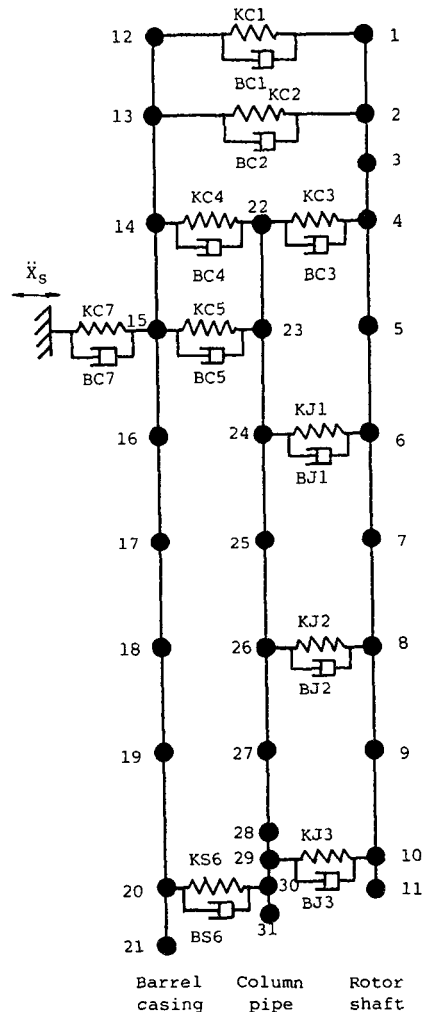 12 KC1 1
BC1
KC2
13 2
BC2
3
KC4 22 KC3
14 4
BC4 BC3
Ẍs
KC7 15 KC5
23 5
BC7 BC5
KJ1
16 24 6
BJ1
17 25 7
KJ2
18 26 8
BJ2
19 27 9
28 KJ3
29 10
KS6
20 30 11
BJ3
BS6 31
21
Barrel Column Rotor
casing pipe shaft